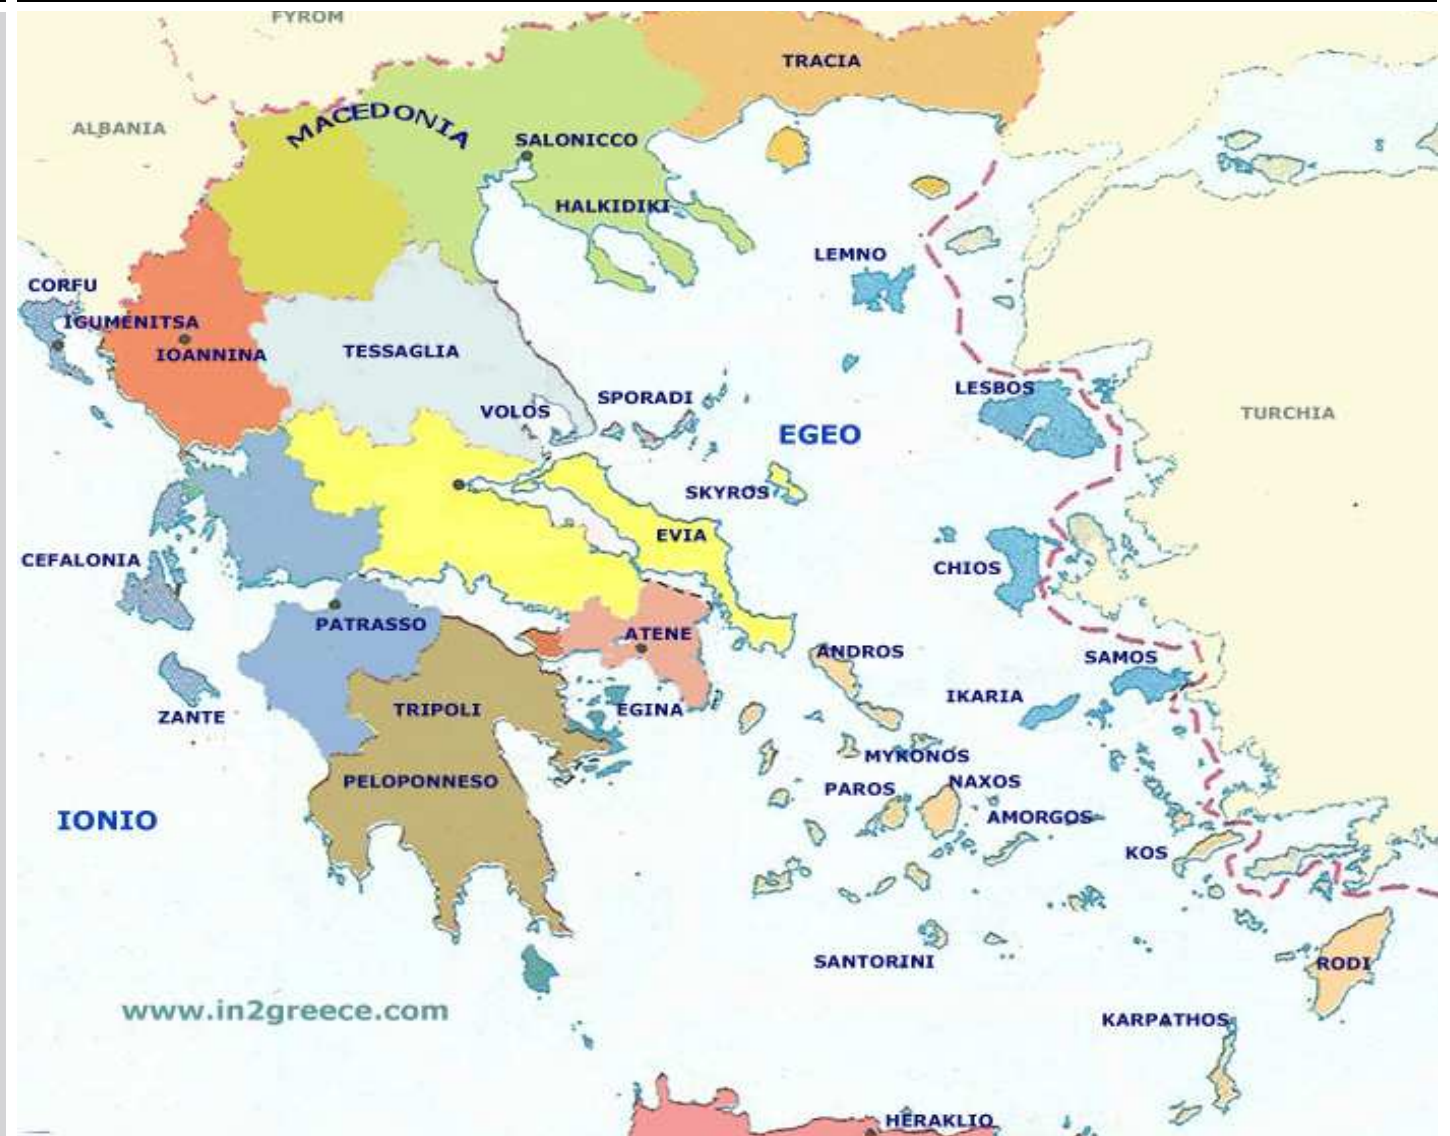 FYROM
TRACIA
ALBANIA
MACEDONIA
SALONICCO
HALKIDIKI
LEMNO
CORFU
IGUMENITSA
IOANNINA
TESSAGLIA
LESBOS
VOLOS
SPORADI
TURCHIA
EGEO
SKYROS
EVIA
CEFALONIA
CHIOS
PATRASSO
ATENE
ANDROS
SAMOS
ZANTE
TRIPOLI
EGINA
IKARIA
MYKONOS
PELOPONNESO
PAROS
NAXOS
IONIO
AMORGOS
KOS
SANTORINI
RODI
www.in2greece.com
KARPATHOS
HERAKLIO